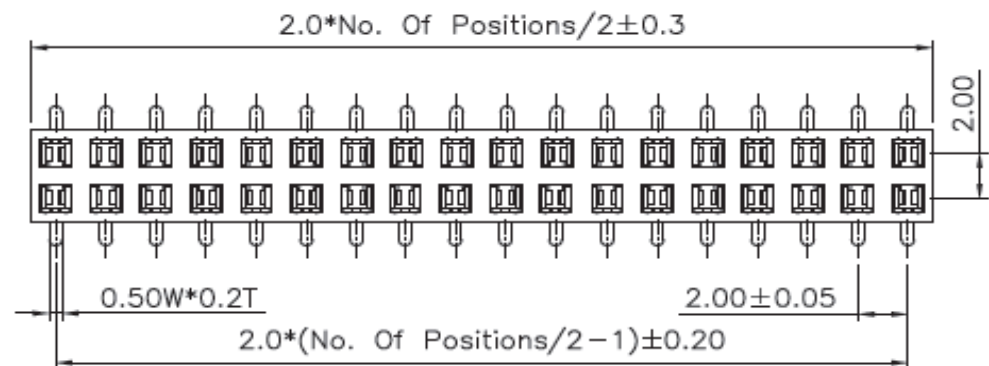 2.0*No. Of Positions/2±0.3
2.00
0.50W*0.2T
2.00±0.05
2.0*(No. Of Positions/2-1)±0.20